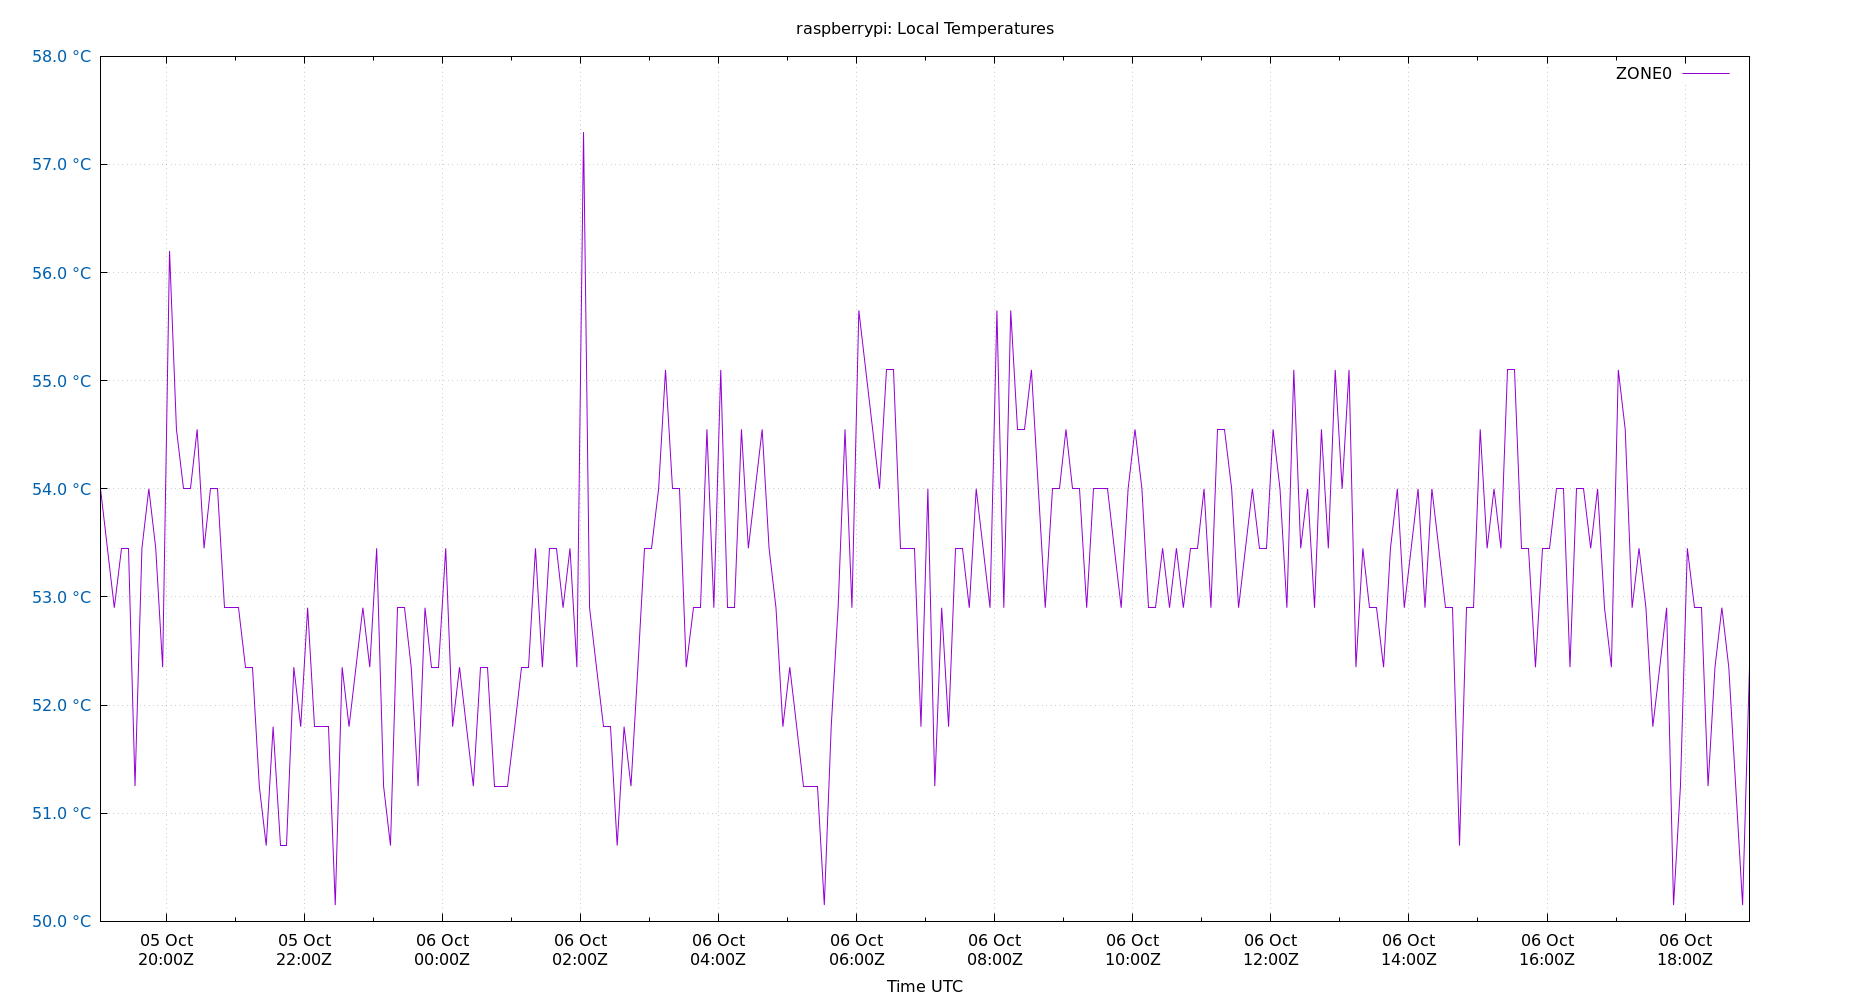 raspberrypi: Local Temperatures
58.0 °C
57.0 °C
56.0 °C
55.0 °C
54.0 °C
53.0 °C
52.0 °C
51.0 °C
50.0 °C
ZONE0
05 Oct
20:00Z
05 Oct
22:00Z
06 Oct
00:00Z
06 Oct
02:00Z
06 Oct
04:00Z
06 Oct
06:00Z
06 Oct
08:00Z
06 Oct
10:00Z
06 Oct
12:00Z
06 Oct
14:00Z
06 Oct
16:00Z
06 Oct
18:00Z
Time UTC